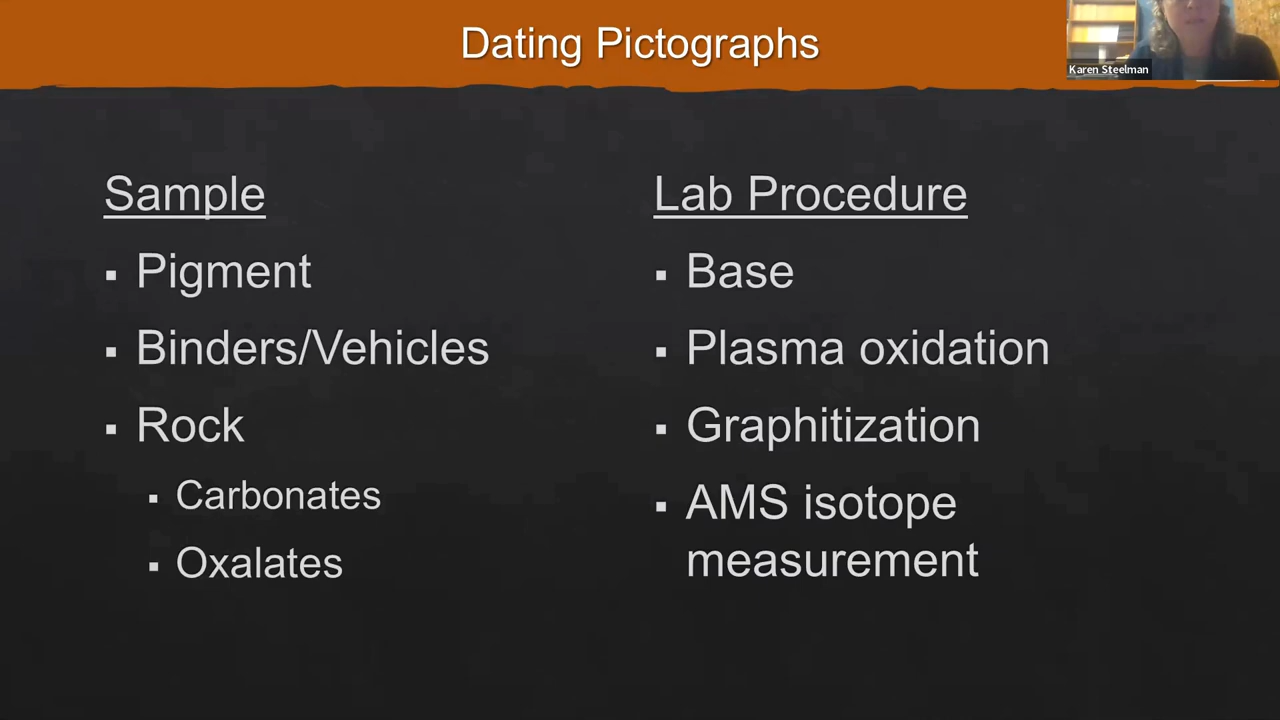 Dating Pictographs
Karen Steelman
Sample
▪ Pigment
▪ Binders/Vehicles
▪ Rock
▪ Carbonates
▪ Oxalates
Lab Procedure
▪ Base
▪ Plasma oxidation
▪ Graphitization
▪ AMS isotope
measurement